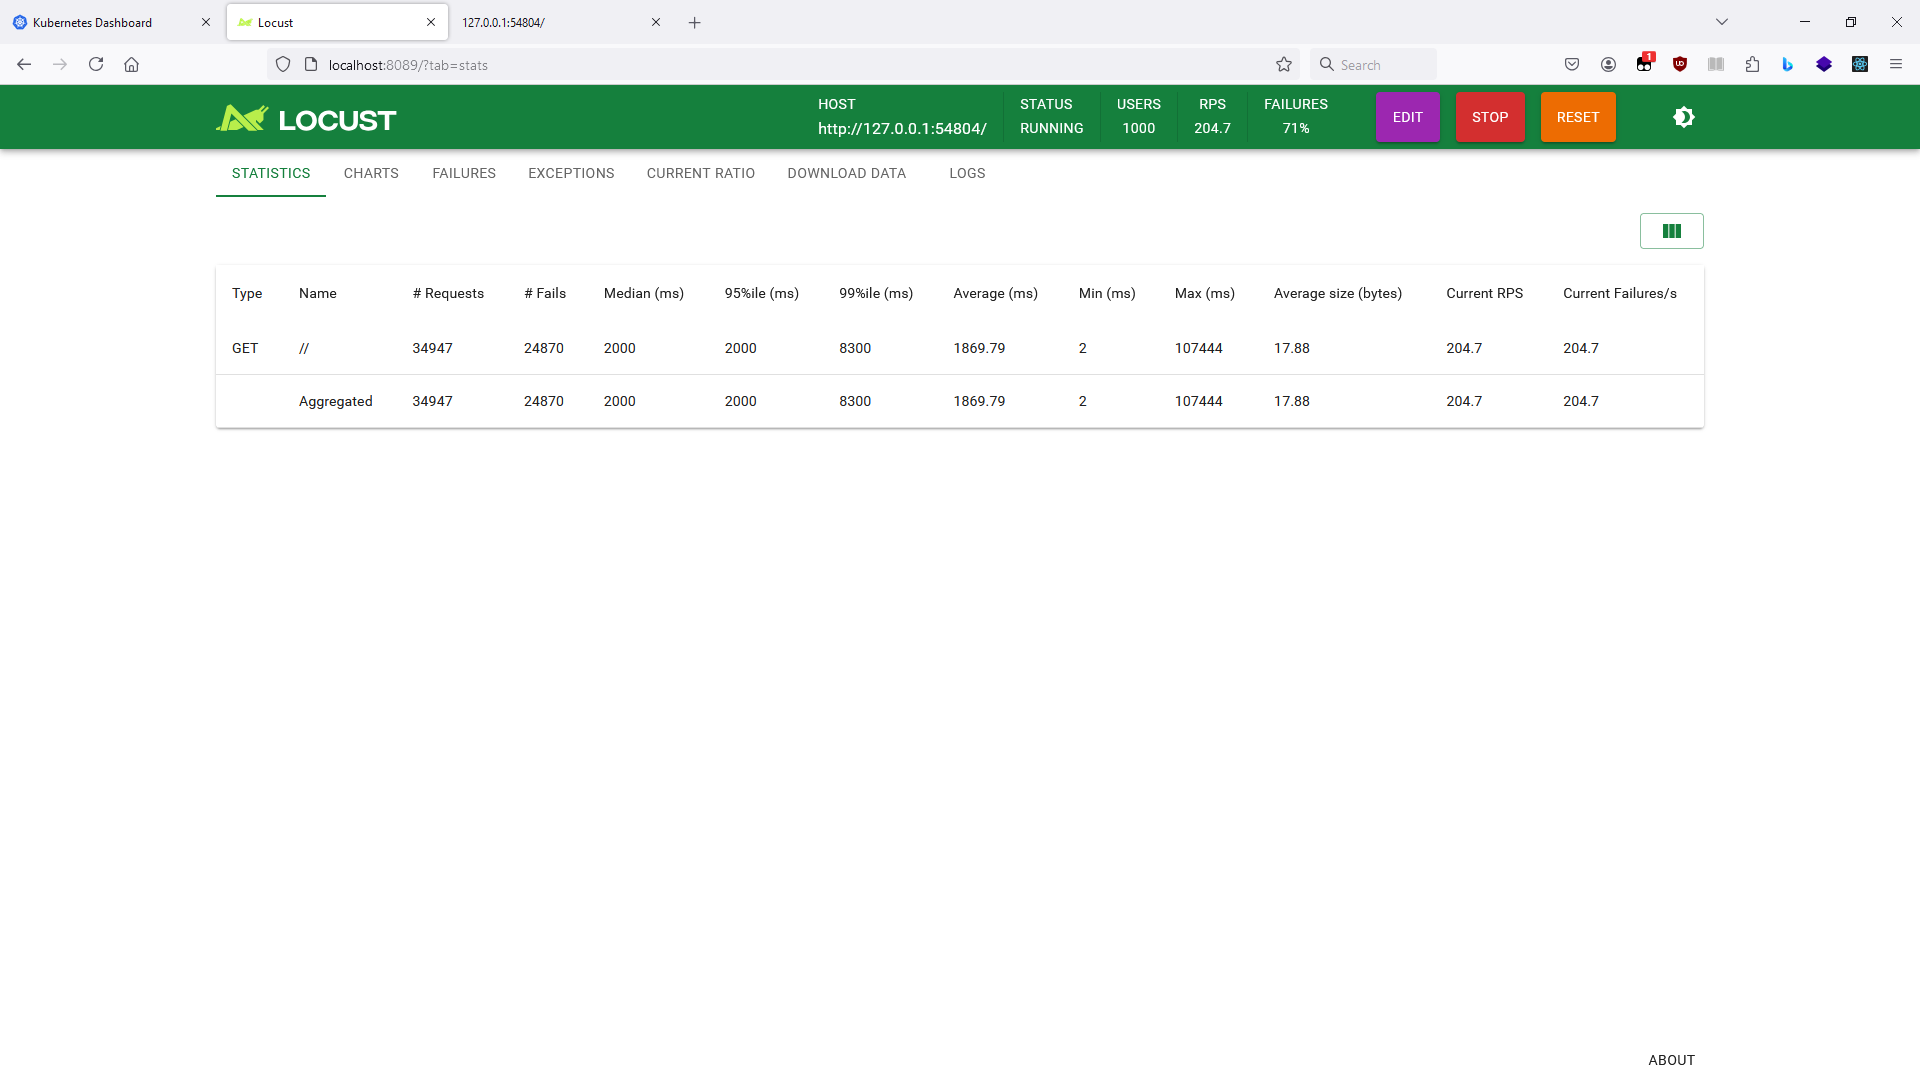 Kubernetes Dashboard
Locust
127.0.0.1:54804/
localhost:8089/?tab=stats
Search
1
LOCUST
HOST
http://127.0.0.1:54804/
STATUS
RUNNING
USERS
1000
RPS
204.7
FAILURES
71%
EDIT
STOP
RESET
STATISTICS CHARTS FAILURES EXCEPTIONS CURRENT RATIO DOWNLOAD DATA LOGS
Type Name # Requests # Fails Median (ms) 95%ile (ms) 99%ile (ms) Average (ms) Min (ms) Max (ms) Average size (bytes) Current RPS Current Failures/s
GET // 34947 24870 2000 2000 8300 1869.79 2 107444 17.88 204.7 204.7
Aggregated 34947 24870 2000 2000 8300 1869.79 2 107444 17.88 204.7 204.7
ABOUT